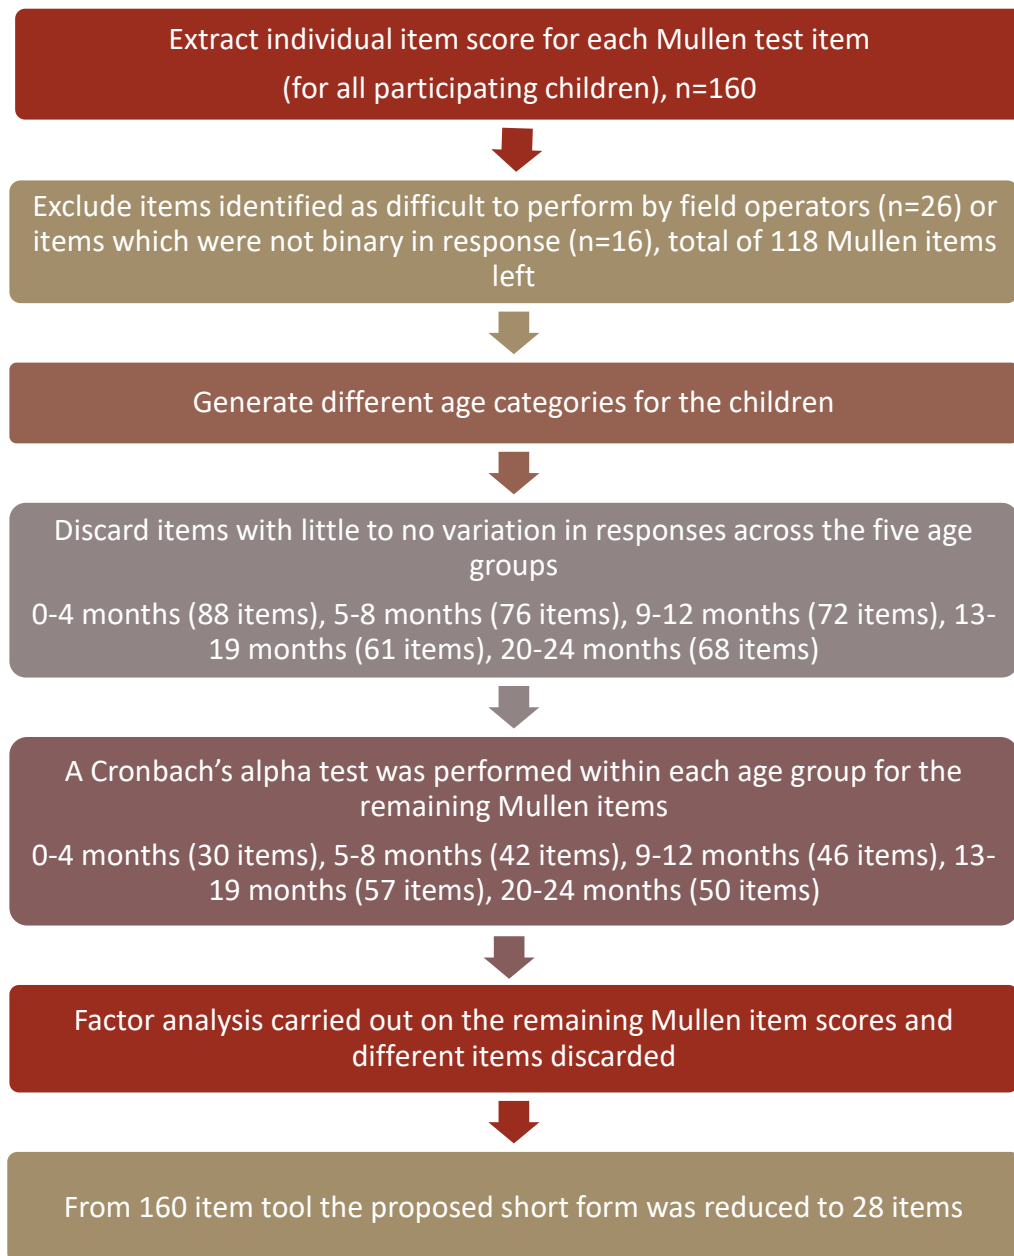 Extract individual item score for each Mullen test item
(for all participating children), n=160
Exclude items identified as difficult to perform by field operators (n=26) or
items which were not binary in response (n=16), total of 118 Mullen items
left
Generate different age categories for the children
Discard items with little to no variation in responses across the five age
groups
0-4 months (88 items), 5-8 months (76 items), 9-12 months (72 items), 13-
19 months (61 items), 20-24 months (68 items)
A Cronbach’s alpha test was performed within each age group for the
remaining Mullen items
0-4 months (30 items), 5-8 months (42 items), 9-12 months (46 items), 13-
19 months (57 items), 20-24 months (50 items)
Factor analysis carried out on the remaining Mullen item scores and
different items discarded
From 160 item tool the proposed short form was reduced to 28 items